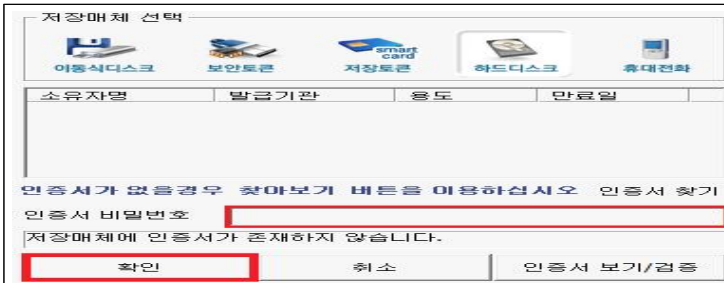 저장매체 선택
smart card
이동식디스크 보안토큰 저장토큰 하드디스크 휴대전화
소유자명 발급기관 용도 만료일
인증서가 없을경우 찾아보기 버튼을 이용하십시오 인증서 찾기
인증서 비밀번호
저장매체에 인증서가 존재하지 않습니다.
확인 취소 인증서 보기/검증